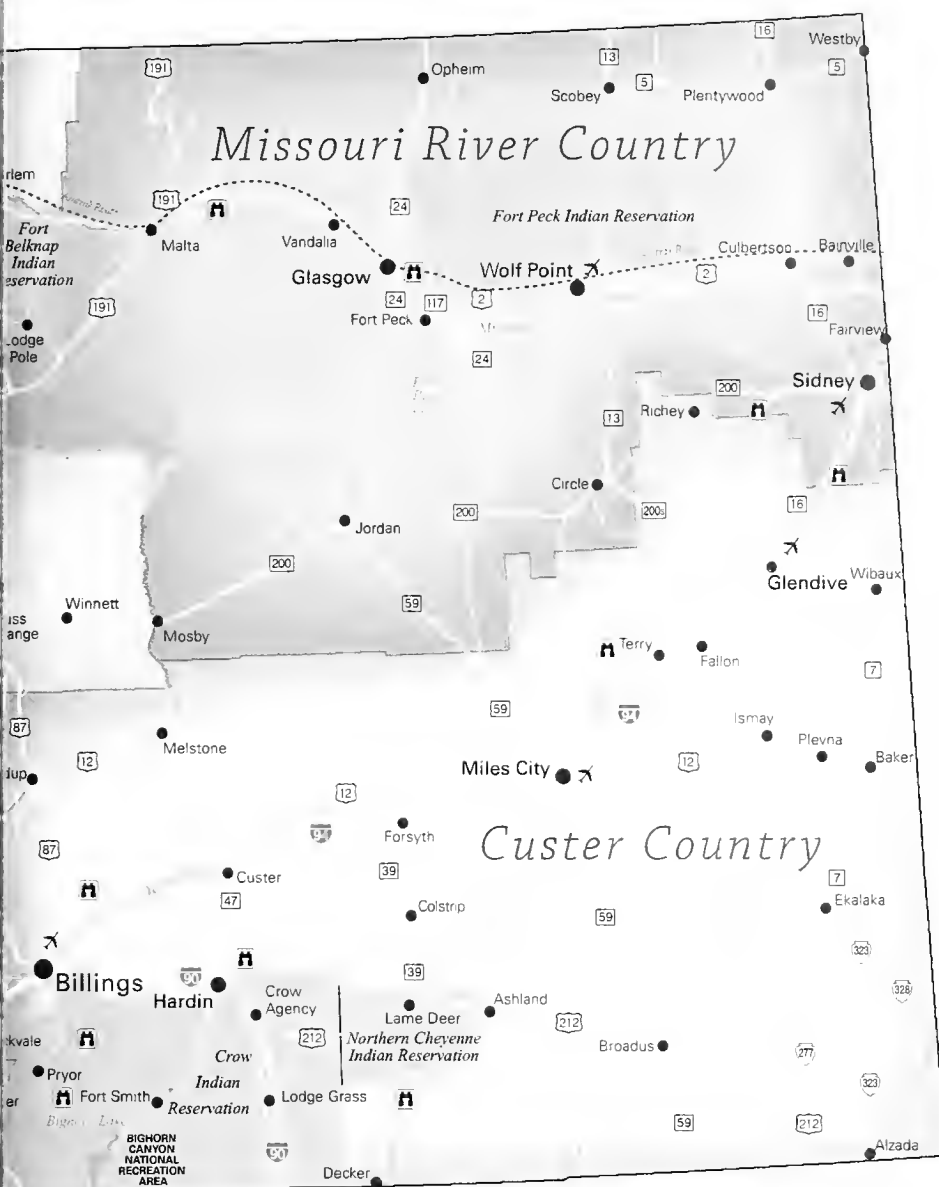 16
Westby
191
Opheim
13
5
5
Scobey
Plentywood
Missouri River Country
191
24
Fort Peck Indian Reservation
Fort
Belknap
Indian
Malta
Vandalia
Culbertson
Bainville
Glasgow
Wolf Point
2
191
24
117
2
16
Fort Peck
Fairview
Lodge
Pole
24
Sidney
200
Richey
13
Circle
200
200s
16
Jordan
200
Glendive
Wibaux
59
Winnett
Mosby
Terry
Fallon
7
59
94
Ismay
87
Melstone
Plevna
12
Miles City
12
Baker
12
94
Forsyth
Custer Country
87
39
Custer
7
47
Colstrip
59
Ekalaka
323
Billings
90
39
328
Hardin
Crow
Agency
Lame Deer
Ashland
212
Northern Cheyenne
Indian Reservation
212
Broadus
277
Crow
Indian
Reservation
Pryor
323
Fort Smith
Lodge Grass
59
212
BIGHORN
CANYON
NATIONAL
RECREATION
AREA
90
Alzada
Decker